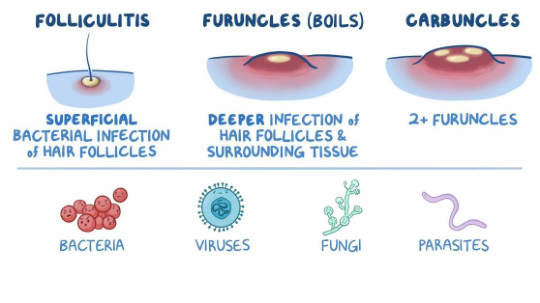 FOLLICULITIS
SUPERFICIAL
BACTERIAL INFECTION
of HAIR FOLLICLES
FURUNCLES (BOILS)
DEEPER INFECTION of
HAIR FOLLICLES &
SURROUNDING TISSUE
CARBUNCLES
2+ FURUNCLES
BACTERIA
VIRUSES
FUNGI
PARASITES